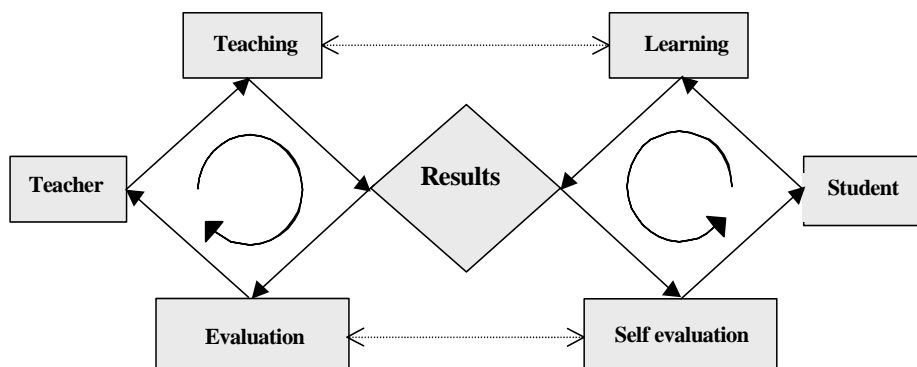 Teaching
Learning
Teacher
Results
Student
Evaluation
Self evaluation